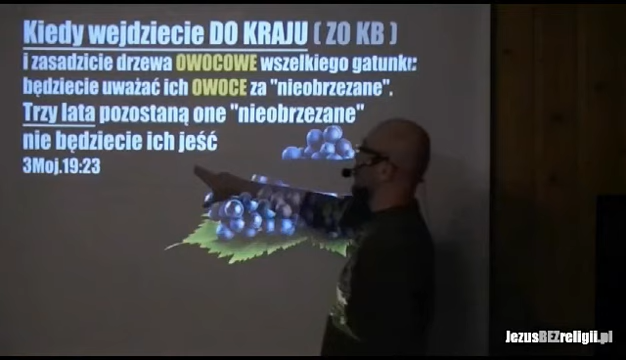 Kiedy wejdziecie DO KRAJU ( ZO KB )
i zasadzicie drzewa OWOCOWE wszelkiego gatunku:
będziecie uważać ich OWOCE za "nieobrzezane".
Trzy lata pozostaną one "nieobrzezane"
nie będziecie ich jeść
3Moj.19:23
JezusBEZreligii.pl